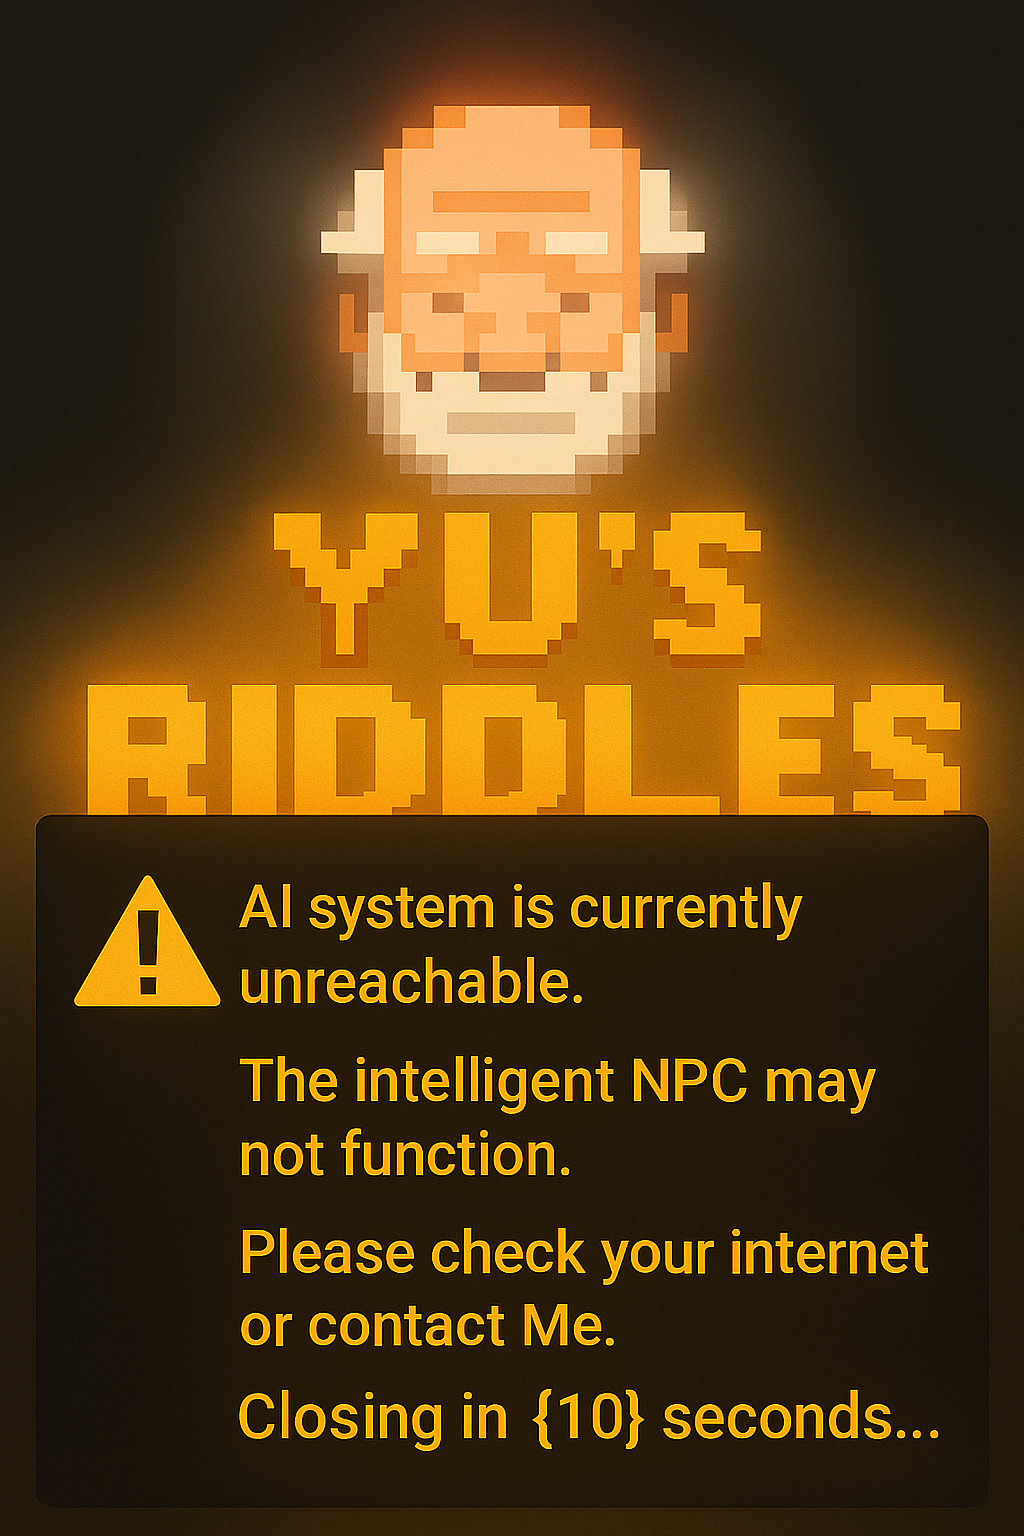 YU'S
RIDDLES
AI system is currently
unreachable.
The intelligent NPC may
not function.
Please check your internet
or contact Me.
Closing in {10} seconds...